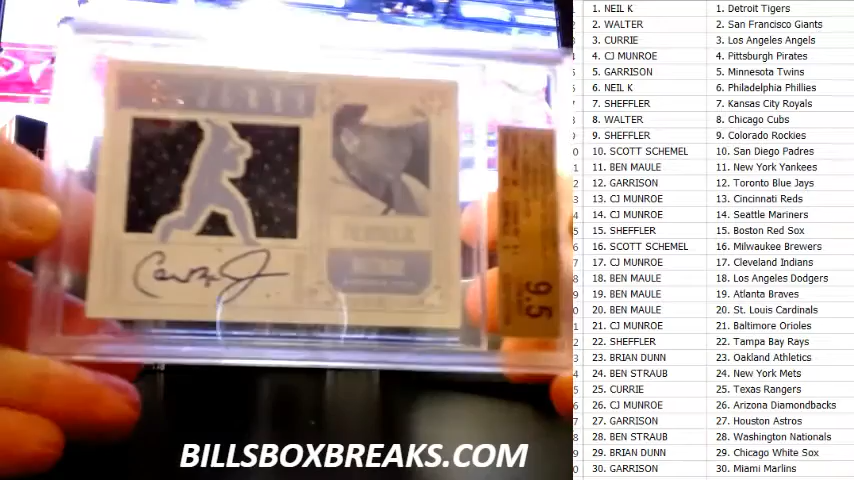 9.5
BILLSBOXBREAKS.COM
1. NEIL K 1. Detroit Tigers
2. WALTER 2. San Francisco Giants
3. CURRIE 3. Los Angeles Angels
4. CJ MUNROE 4. Pittsburgh Pirates
5. GARRISON 5. Minnesota Twins
6. NEIL K 6. Philadelphia Phillies
7. SHEFFLER 7. Kansas City Royals
8. WALTER 8. Chicago Cubs
9. SHEFFLER 9. Colorado Rockies
10. SCOTT SCHEMEL 10. San Diego Padres
11. BEN MAULE 11. New York Yankees
12. GARRISON 12. Toronto Blue Jays
13. CJ MUNROE 13. Cincinnati Reds
14. CJ MUNROE 14. Seattle Mariners
15. SHEFFLER 15. Boston Red Sox
16. SCOTT SCHEMEL 16. Milwaukee Brewers
17. CJ MUNROE 17. Cleveland Indians
18. BEN MAULE 18. Los Angeles Dodgers
19. BEN MAULE 19. Atlanta Braves
20. BEN MAULE 20. St. Louis Cardinals
21. CJ MUNROE 21. Baltimore Orioles
22. SHEFFLER 22. Tampa Bay Rays
23. BRIAN DUNN 23. Oakland Athletics
24. BEN STRAUB 24. New York Mets
25. CURRIE 25. Texas Rangers
26. CJ MUNROE 26. Arizona Diamondbacks
27. GARRISON 27. Houston Astros
28. BEN STRAUB 28. Washington Nationals
29. BRIAN DUNN 29. Chicago White Sox
30. GARRISON 30. Miami Marlins